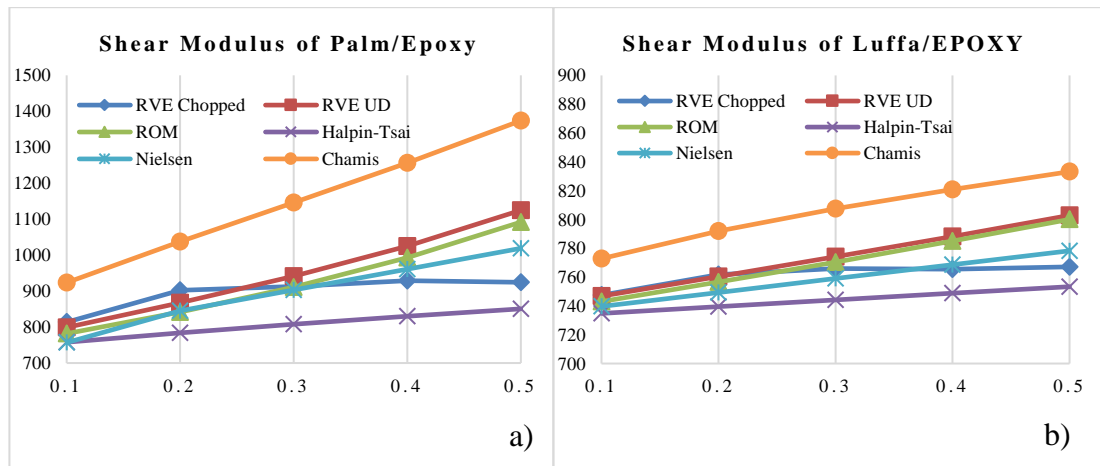 Shear Modulus of Palm/Epoxy
1500
1400
1300
1200
1100
1000
900
800
700
RVE Chopped
RVE UD
ROM
Halpin-Tsai
Nielsen
Chamis
0.1 0.2 0.3 0.4 0.5
a)
Shear Modulus of Luffa/EPOXY
900
880
860
840
820
800
780
760
740
720
700
RVE Chopped
RVE UD
ROM
Halpin-Tsai
Nielsen
Chamis
0.1 0.2 0.3 0.4 0.5
b)